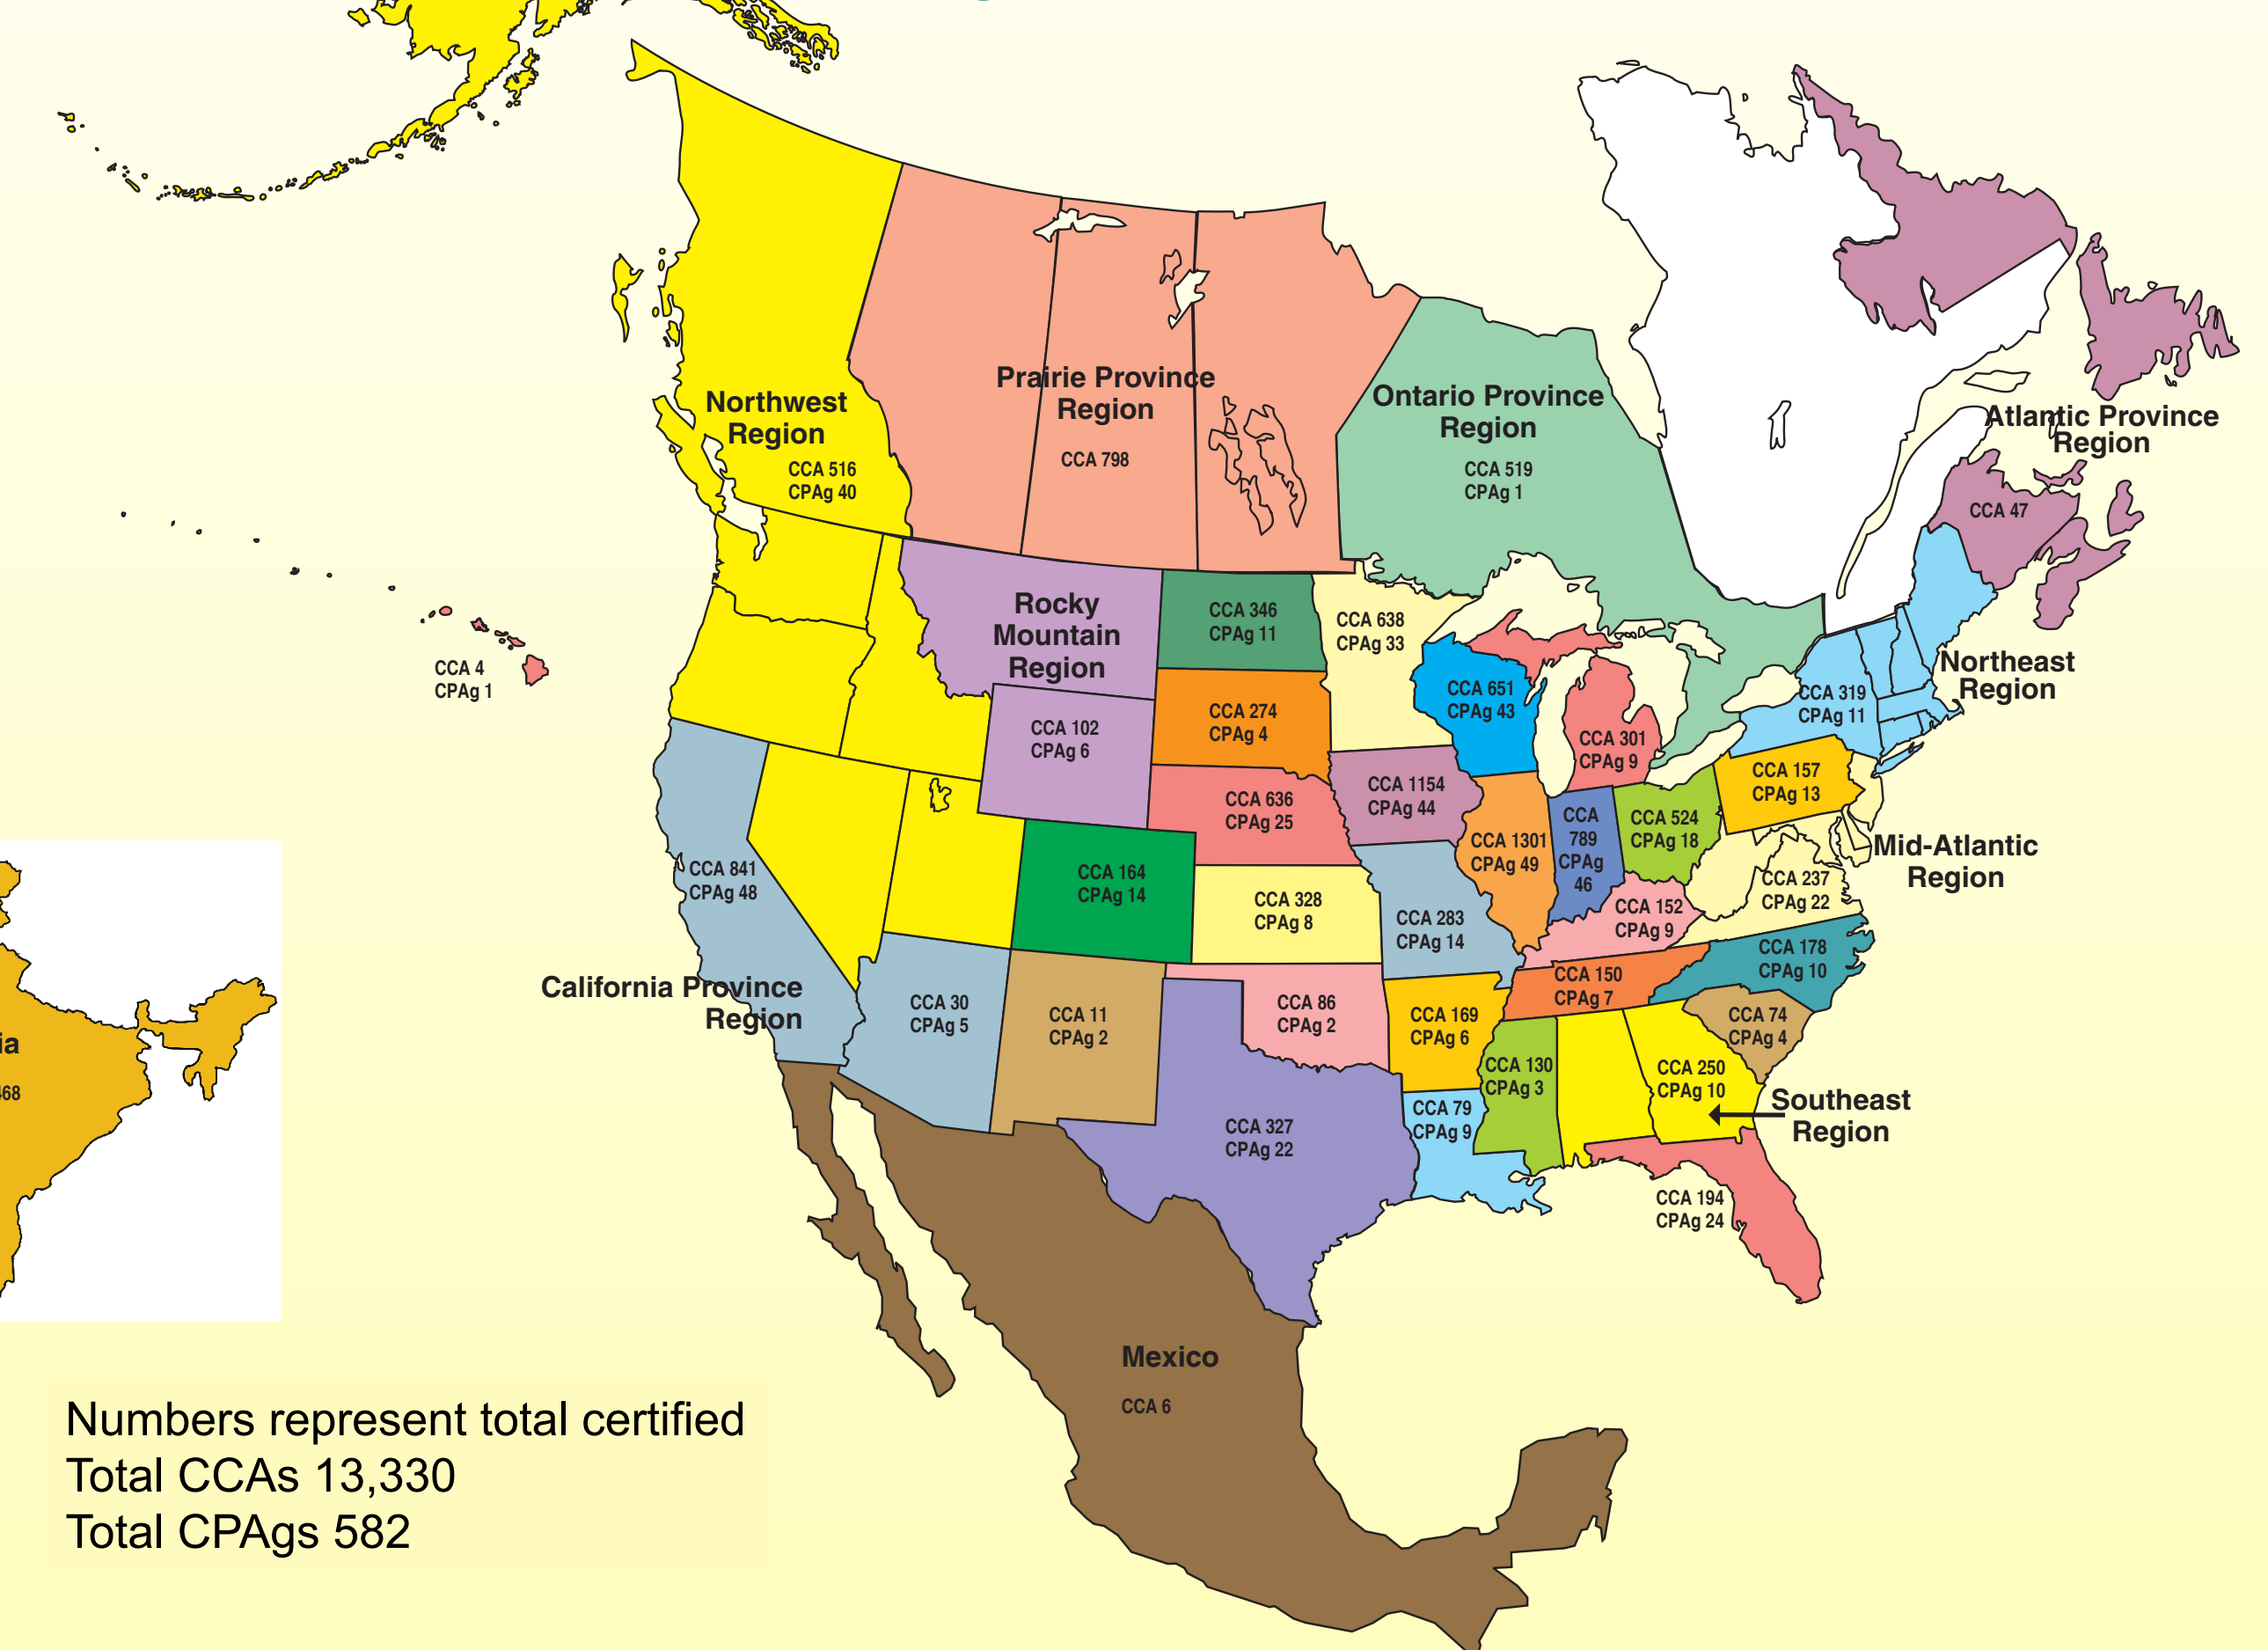 Northwest
Region
CCA 516
CPAg 40
Prairie Province
Region
CCA 798
Ontario Province
Region
CCA 519
CPAg 1
Atlantic Province
Region
CCA 47
Rocky
Mountain
Region
CCA 102
CPAg 6
CCA 346
CPAg 11
CCA 638
CPAg 33
CCA 4
CPAg 1
CCA 274
CPAg 4
CCA 651
CPAg 43
CCA 301
CPAg 9
Northeast
Region
CCA 319
CPAg 11
CCA 636
CPAg 25
CCA 1154
CPAg 44
CCA 157
CPAg 13
CCA 841
CPAg 48
CCA 164
CPAg 14
CCA 328
CPAg 8
CCA 283
CPAg 14
CCA 1301
CPAg 49
CCA
789
CPAg
46
CCA 524
CPAg 18
Mid-Atlantic
Region
CCA 237
CPAg 22
CCA 152
CPAg 9
CCA 178
CPAg 10
CCA 150
CPAg 7
California Province
Region
CCA 30
CPAg 5
CCA 11
CPAg 2
CCA 86
CPAg 2
CCA 169
CPAg 6
CCA 74
CPAg 4
CCA 130
CPAg 3
CCA 250
CPAg 10
Southeast
Region
CCA 79
CPAg 9
CCA 327
CPAg 22
CCA 194
CPAg 24
ia
68
Mexico
CCA 6
Numbers represent total certified
Total CCAs 13,330
Total CPAgs 582